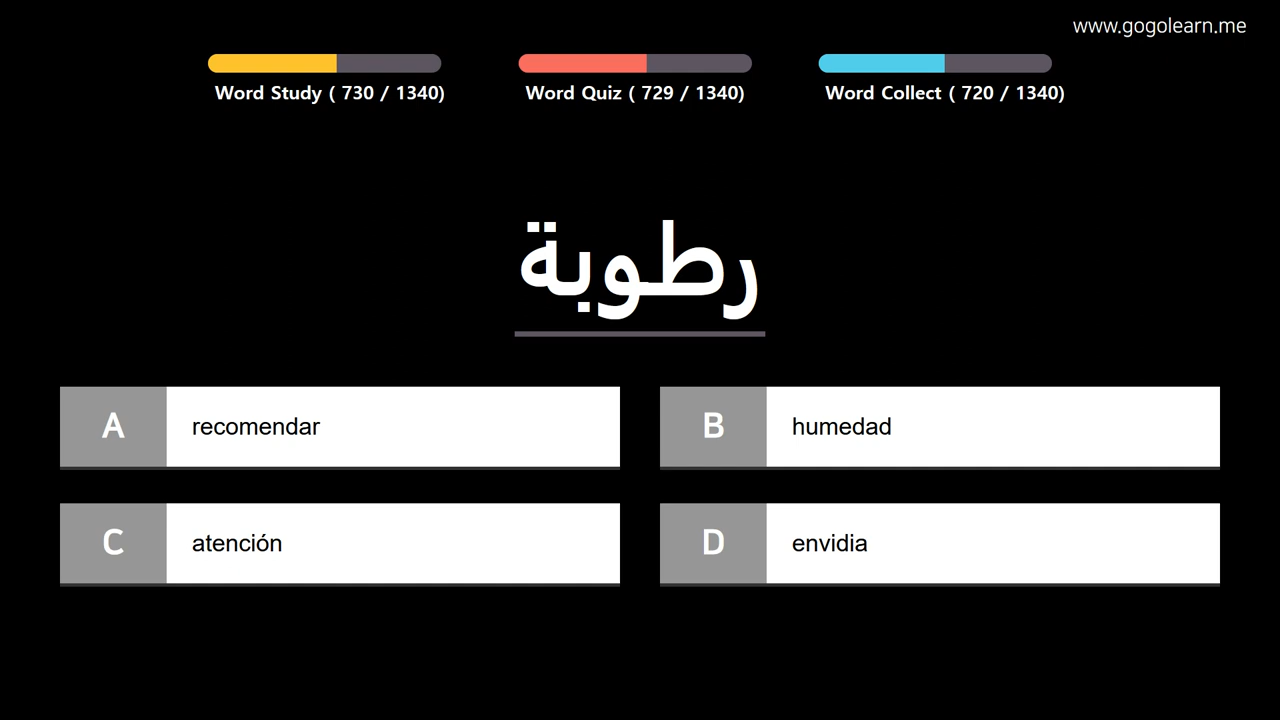 www.gogolearn.me
Word Study ( 730 / 1340)
Word Quiz ( 729 / 1340)
Word Collect ( 720 / 1340)
رطوبة
A recomendar
B humedad
C atención
D envidia